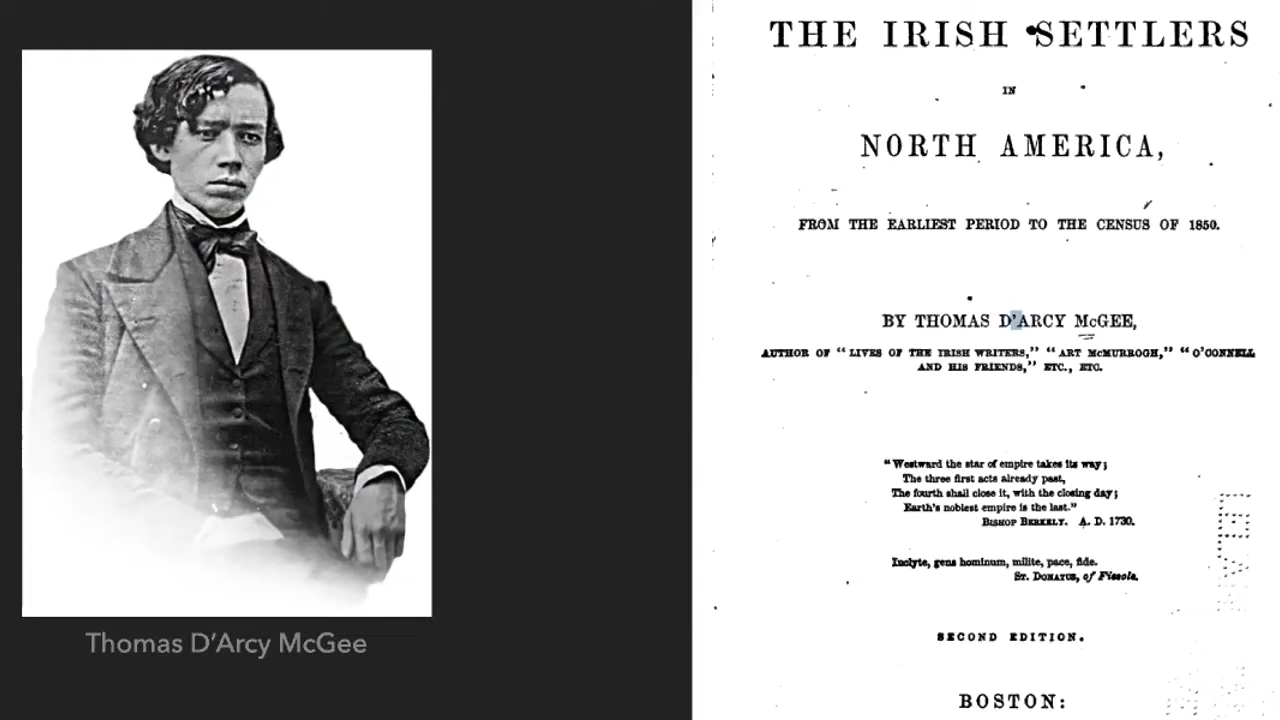 Thomas D’Arcy McGee
THE IRISH SETTLERS
IN
NORTH AMERICA,
FROM THE EARLIEST PERIOD TO THE CENSUS OF 1850.
BY THOMAS D'ARCY McGEE,
AUTHOR OF "LIVES OF THE IRISH WRITERS," "ART McMURROGH," "O'CONNELL
AND HIS FRIENDS," ETC., ETC.
"Westward the star of empire takes its way;
The three first acts already past,
The fourth shall close it, with the closing day;
Earth's noblest empire is the last."
BISHOP BERKELY. A. D. 1730.
Inclyte, gens hominum, milite, pace, fide.
ST. DONATUS, of Fiesole.
SECOND EDITION.
BOSTON: